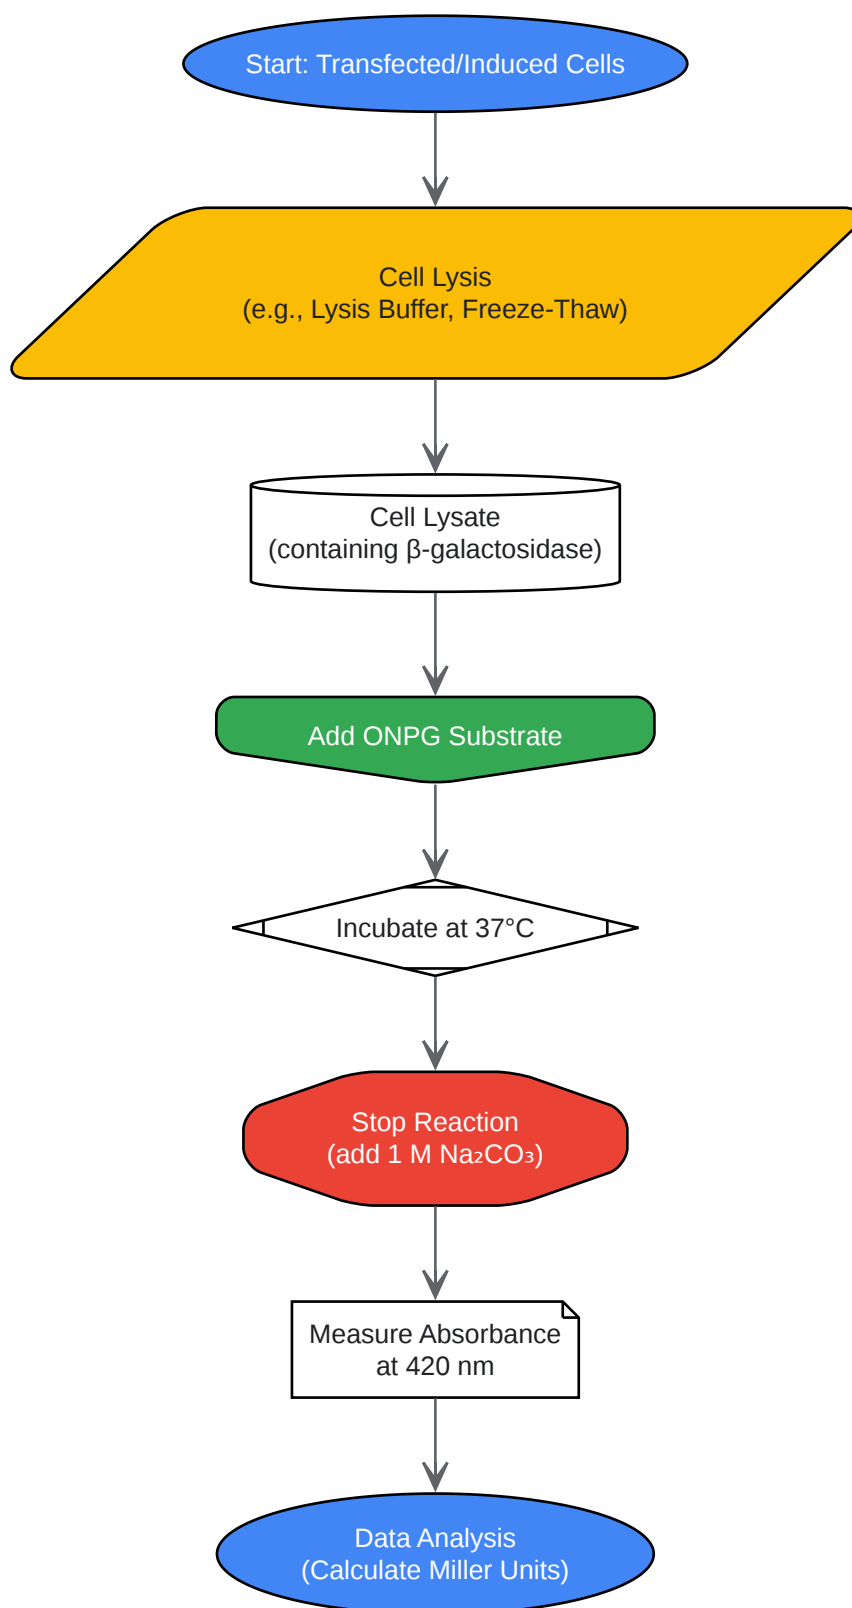 Start: Transfected/Induced Cells
Cell Lysis
(e.g., Lysis Buffer, Freeze-Thaw)
Cell Lysate
(containing β-galactosidase)
Add ONPG Substrate
Incubate at 37°C
Stop Reaction
(add 1 M Na₂CO₃)
Measure Absorbance
at 420 nm
Data Analysis
(Calculate Miller Units)